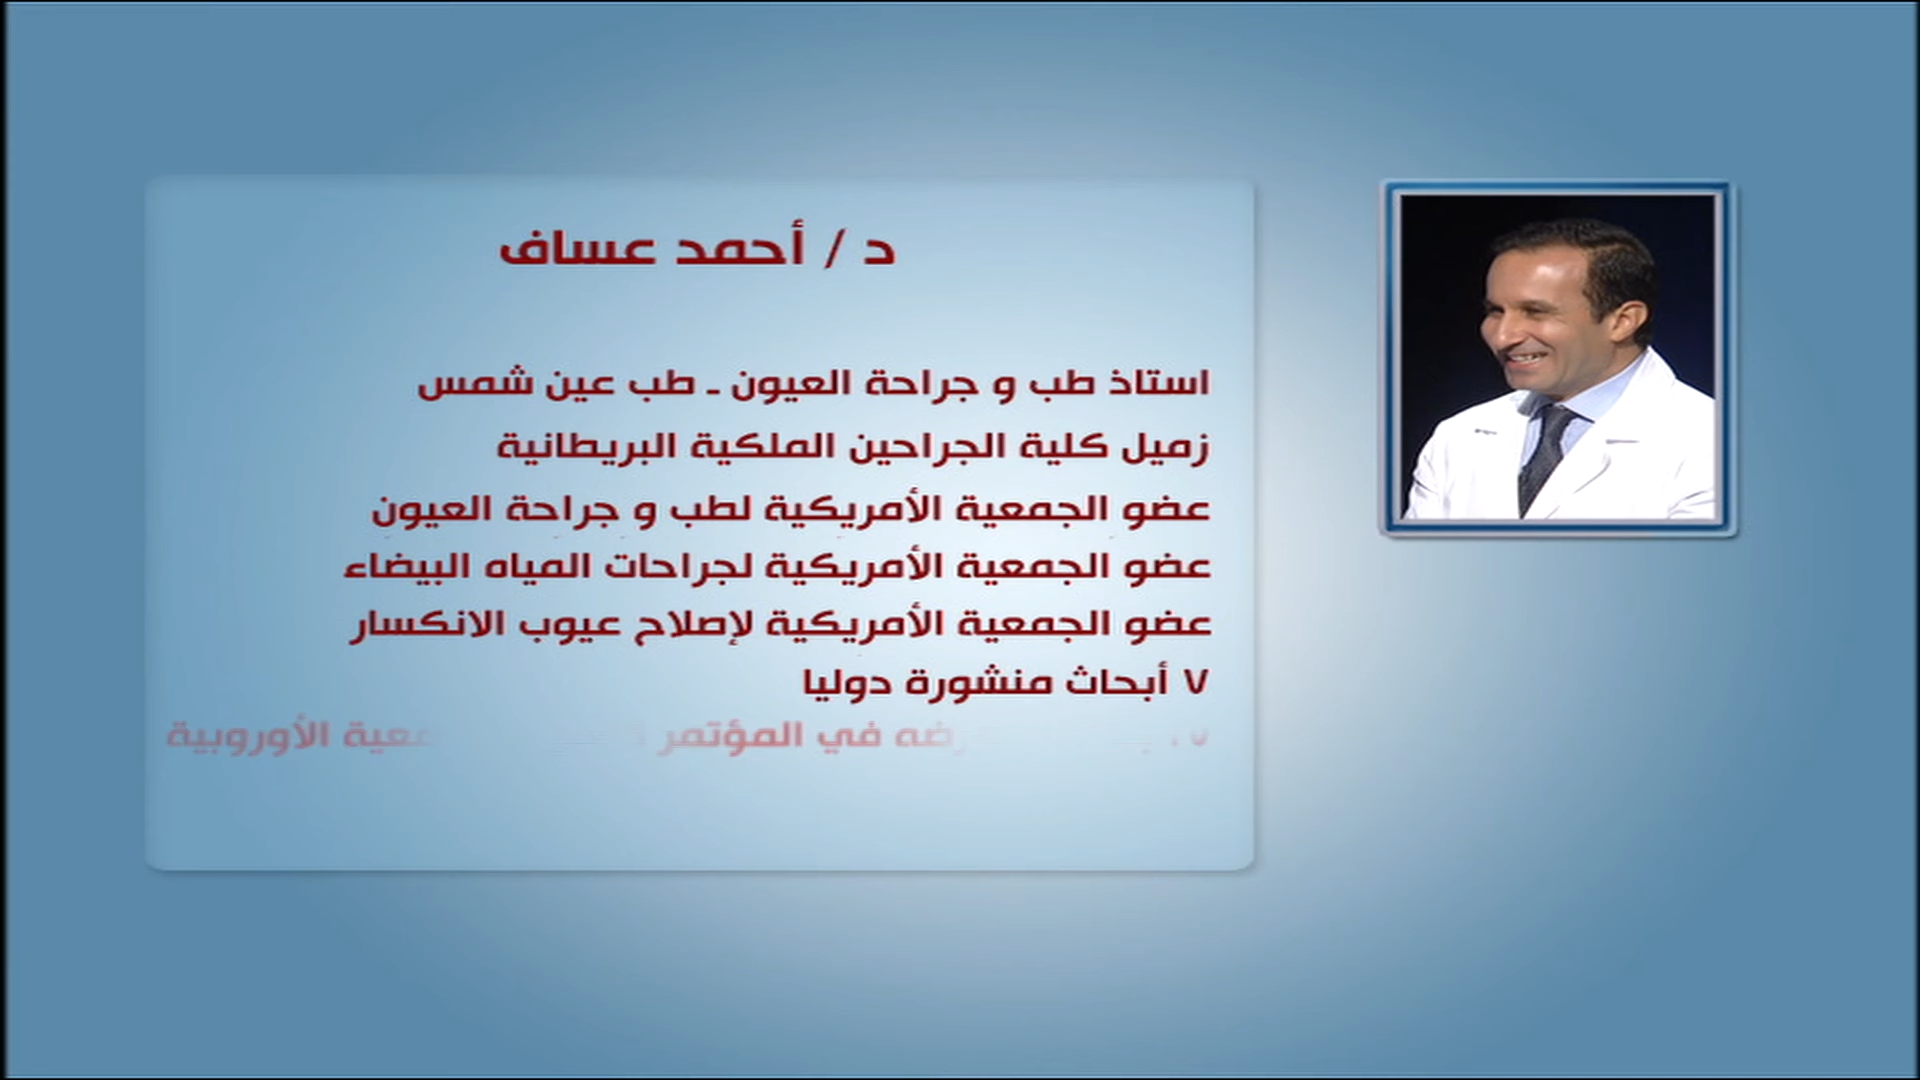 د / أحمد عساف
استاذ طب و جراحة العيون - طب عين شمس
زميل كلية الجراحين الملكية البريطانية
عضو الجمعية الأمريكية لطب و جراحة العيون
عضو الجمعية الأمريكية لجراحات المياه البيضاء
عضو الجمعية الأمريكية لإصلاح عيوب الانكسار
٧ أبحاث منشورة دوليا
في المؤتمر الأوروبية